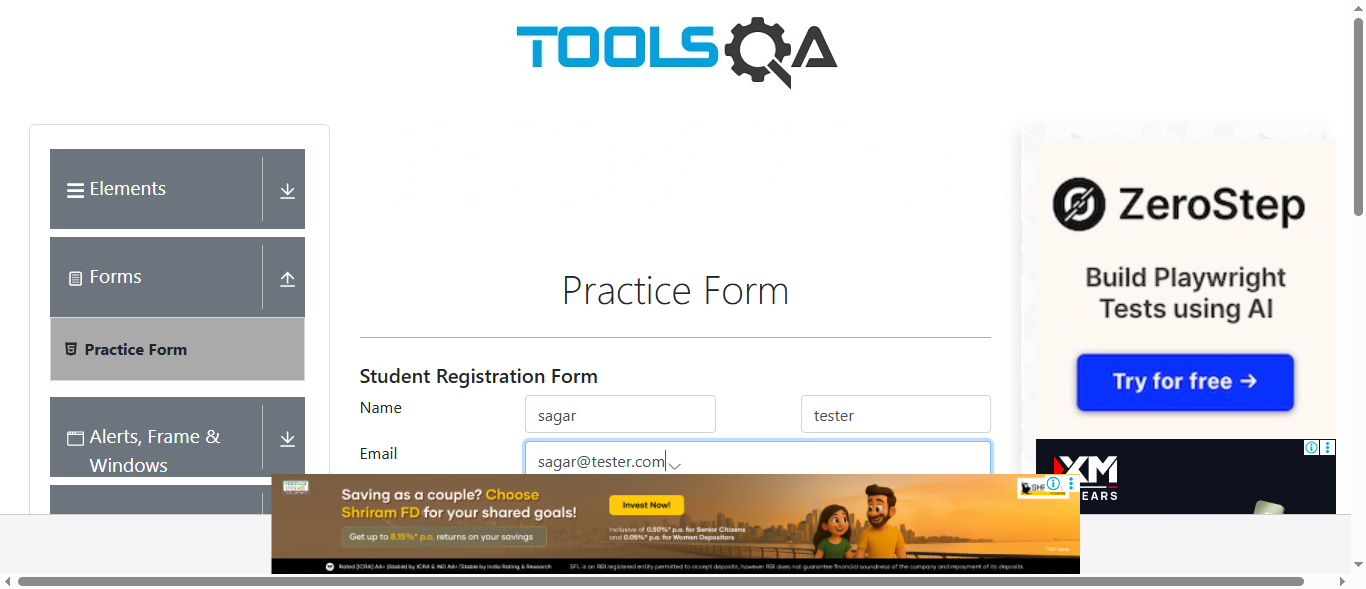 TOOLSQA
Elements
Forms
Practice Form
Alerts, Frame &
Windows
Practice Form
Student Registration Form
Name
sagar
tester
Email
sagar@tester.com
ZeroStep
Build Playwright
Tests using AI
Try for free →
XM
Saving as a couple? Choose
Shriram FD for your shared goals!
Get up to 8.15%* p.a. returns on your savings
Invest Now!
Inclusive of 0.50%* p.a. for Senior Citizens
and 0.05%* p.a. for Women Depositors
Rated [ICRA] AA+ (Stable) by ICRA & IND AA+/Stable by India Rating & Research
SFL is an RBI registered entity permitted to accept deposits, however RBI does not guarantee financial soundness of the company and repayment of its deposits.